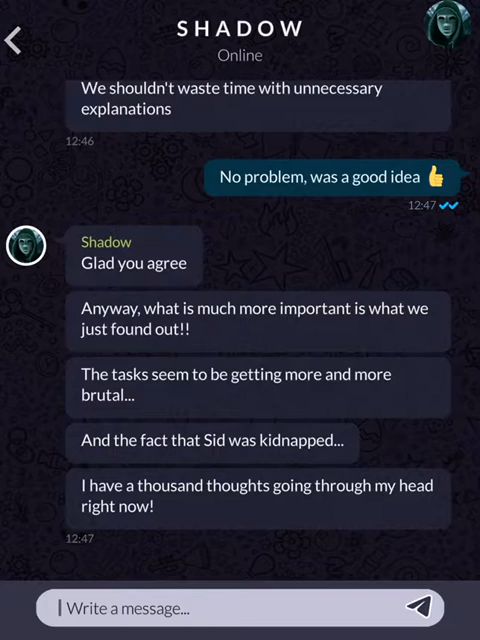 SHADOW
Online
We shouldn't waste time with unnecessary
explanations
12:46
No problem, was a good idea 👍
12:47
Shadow
Glad you agree
Anyway, what is much more important is what we
just found out!!
The tasks seem to be getting more and more
brutal...
And the fact that Sid was kidnapped...
I have a thousand thoughts going through my head
right now!
12:47
Write a message...